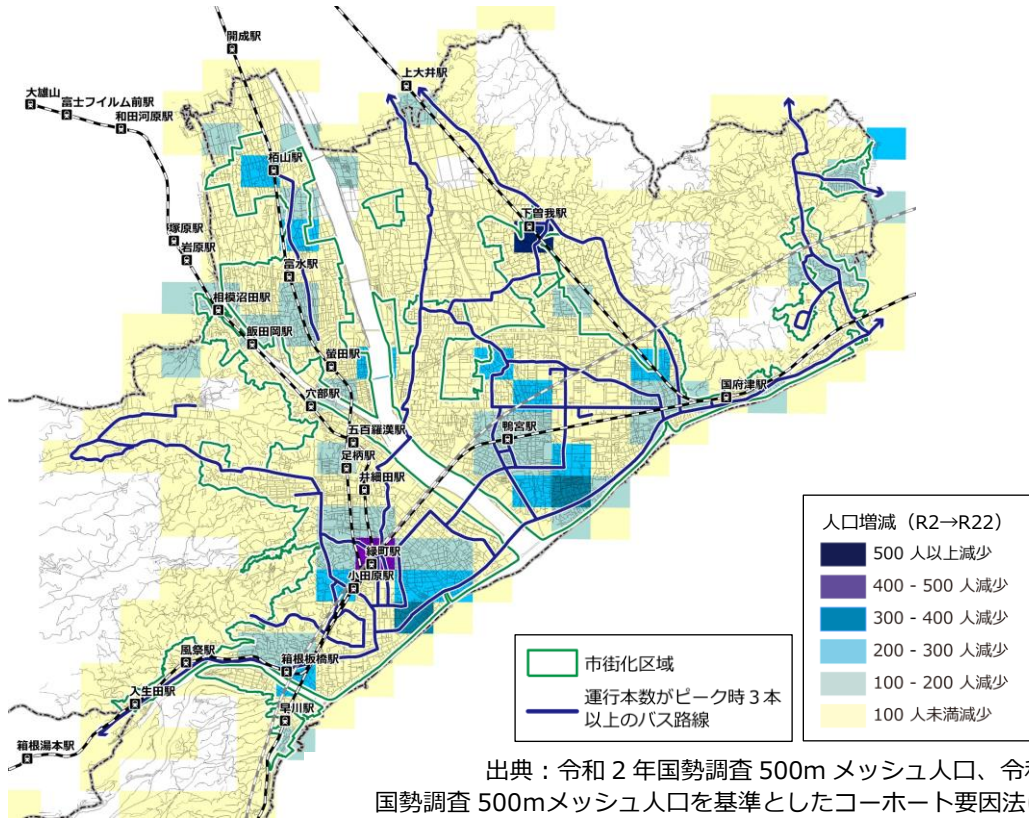 開成駅
大雄山
富士フイルム前駅
和田河原駅
上大井駅
栢山駅
塚原駅
岩原駅
下曽我駅
富水駅
相模沼田駅
飯田岡駅
螢田駅
穴部駅
国府津駅
五百羅漢駅
鴨宮駅
足柄駅
井細田駅
緑町駅
小田原駅
風祭駅
箱根板橋駅
入生田駅
早川駅
箱根湯本駅
市街化区域
運行本数がピーク時3本
以上のバス路線
人口増減（R2→R22）
500 人以上減少
400 - 500 人減少
300 - 400 人減少
200 - 300 人減少
100 - 200 人減少
100 人未満減少
出典：令和 2 年国勢調査 500m メッシュ人口、令
国勢調査 500mメッシュ人口を基準としたコーホート要因法